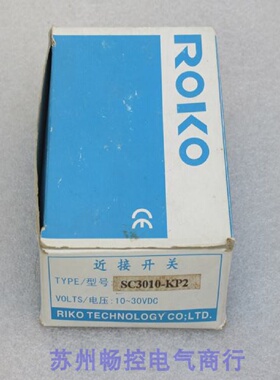 ROKO
CE
近接开关
TYPE/型号 SC3010-KP2
VOLTS/电压:10~30VDC
RIKO TECHNOLOGY CO;LTD.
苏州畅控电气商行